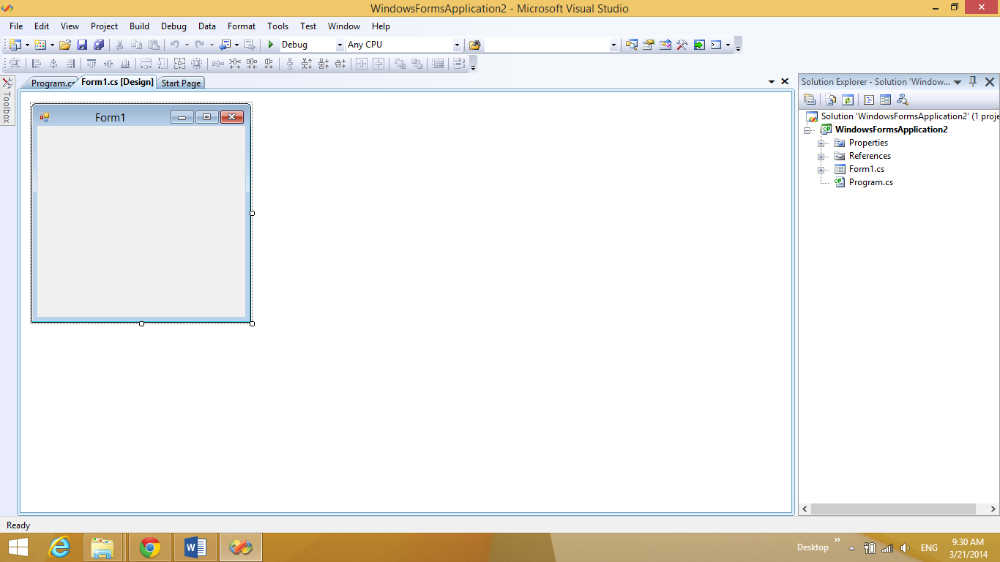 WindowsFormsApplication2 - Microsoft Visual Studio
File Edit View Project Build Debug Data Format Tools Test Window Help
Debug Any CPU
Program.cs Form1.cs [Design] Start Page
Solution Explorer - Solution 'Window...
Toolbox
Form1
Solution 'WindowsFormsApplication2' (1 proje
WindowsFormsApplication2
Properties
References
Form1.cs
Program.cs
Ready
Desktop
ENG
9:30 AM
3/21/2014